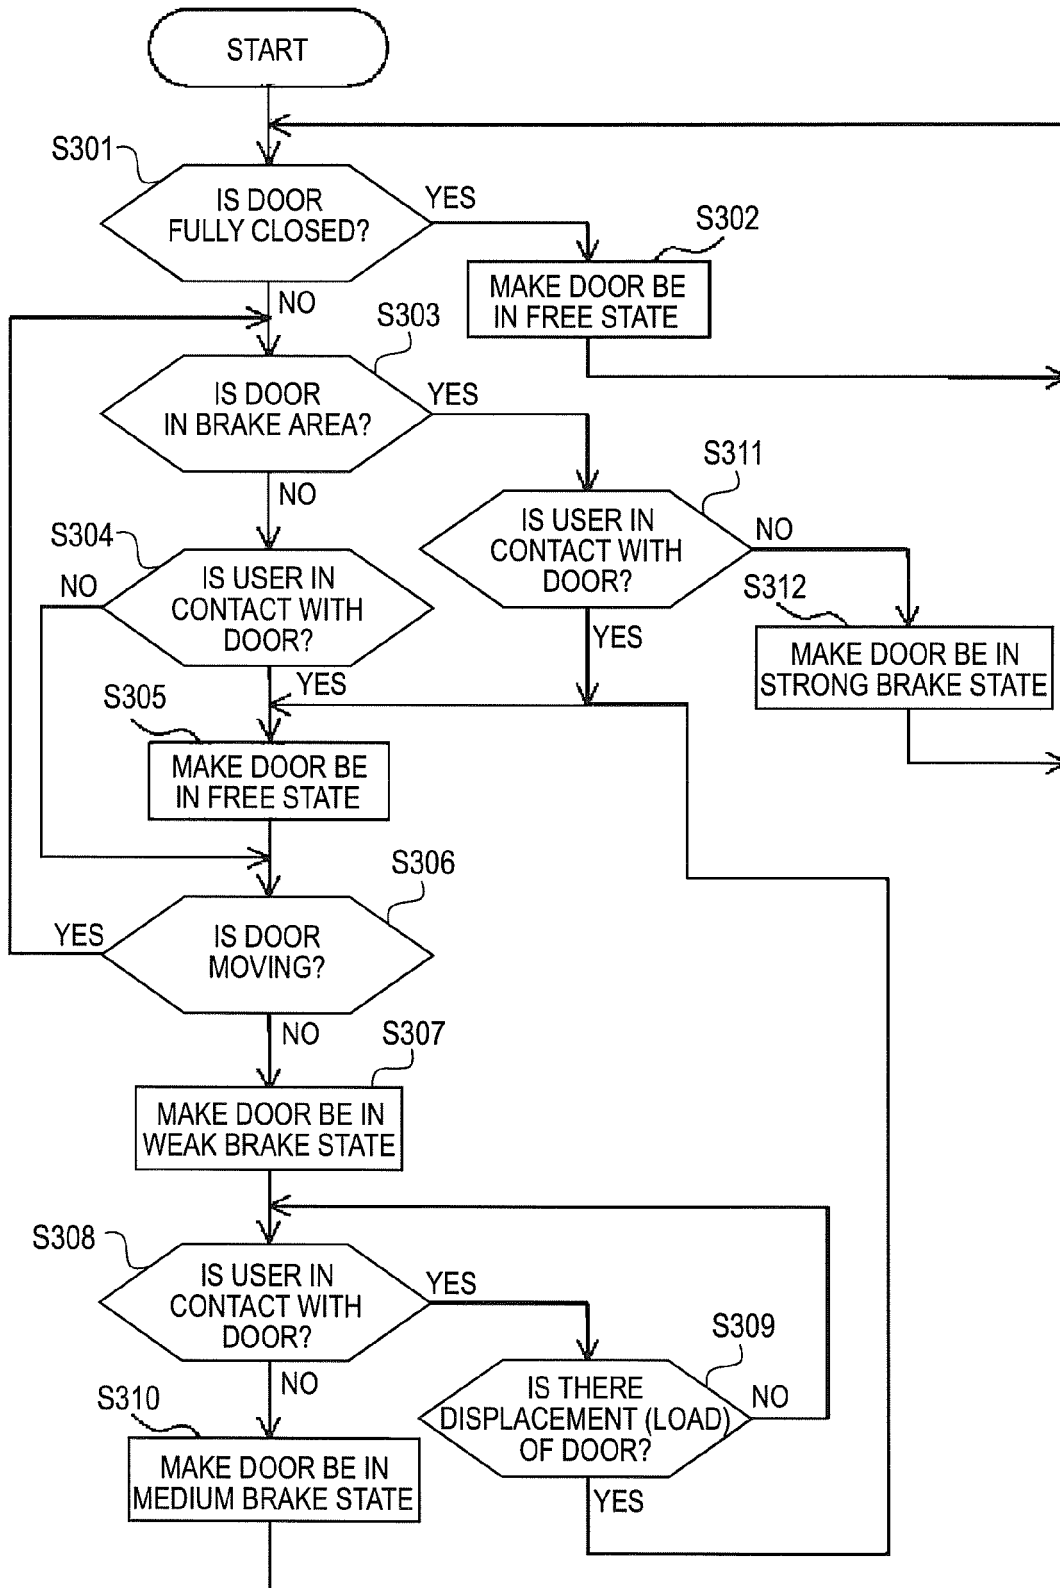 START
S301
IS DOOR
FULLY CLOSED?
YES
S302
MAKE DOOR BE
IN FREE STATE
NO
S303
IS DOOR
IN BRAKE AREA?
YES
NO
S311
IS USER IN
CONTACT WITH
DOOR?
NO
YES
S304
NO
IS USER IN
CONTACT WITH
DOOR?
YES
S312
MAKE DOOR BE IN
STRONG BRAKE STATE
S305
MAKE DOOR BE
IN FREE STATE
S306
YES
IS DOOR
MOVING?
NO
S307
MAKE DOOR BE IN
WEAK BRAKE STATE
S308
IS USER IN
CONTACT WITH
DOOR?
YES
NO
S309
IS THERE
DISPLACEMENT (LOAD)
OF DOOR?
NO
YES
S310
MAKE DOOR BE IN
MEDIUM BRAKE STATE